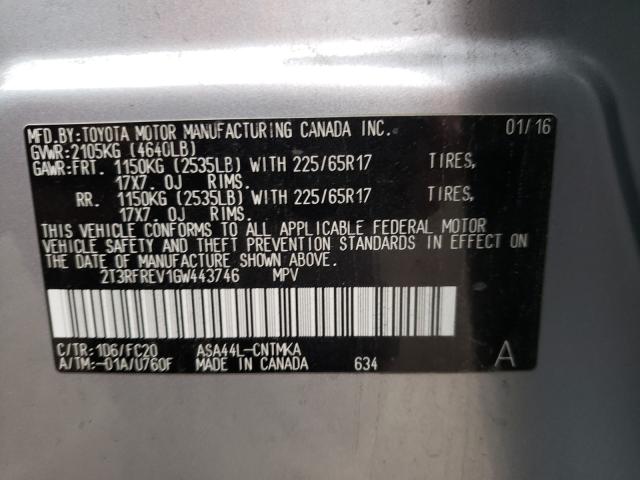 MFD.BY:TOYOTA MOTOR MANUFACTURING CANADA INC. 01/16
GVWR:2105KG (4640LB)
GAWR:FRT. 1150KG (2535LB) WITH 225/65R17 TIRES,
17X7.0J RIMS.
RR. 1150KG (2535LB) WITH 225/65R17 TIRES,
17X7.0J RIMS.
THIS VEHICLE CONFORMS TO ALL APPLICABLE FEDERAL MOTOR
VEHICLE SAFETY AND THEFT PREVENTION STANDARDS IN EFFECT ON
THE DATE OF MANUFACTURE SHOWN ABOVE.
2T3RFREV1GW443746 MPV
C/TR:1D6/FC20 ASA44L-CNTMKA
A/TM:-01A/U760F MADE IN CANADA 634 A